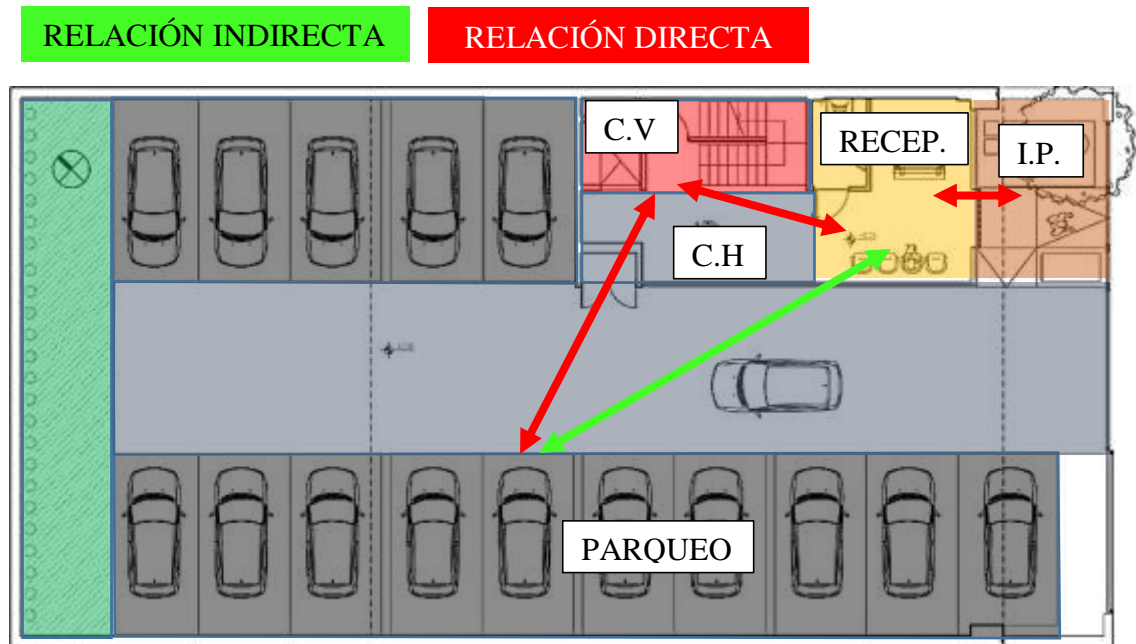 RELACIÓN INDIRECTA
RELACIÓN DIRECTA
C.V
RECEP.
I.P.
C.H
PARQUEO